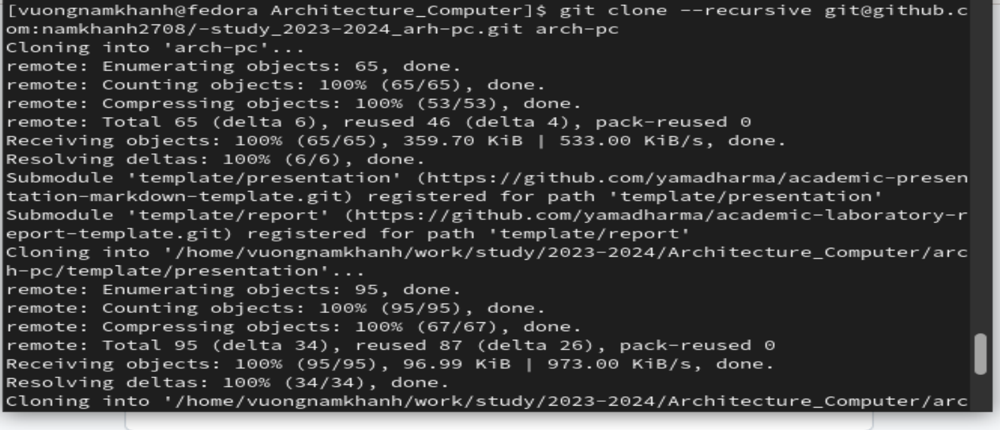 [vuongnamkhanh@fedora Architecture_Computer]$ git clone --recursive git@github.c
om:namkhanh2708/-study_2023-2024_arh-pc.git arch-pc
Cloning into 'arch-pc'...
remote: Enumerating objects: 65, done.
remote: Counting objects: 100% (65/65), done.
remote: Compressing objects: 100% (53/53), done.
remote: Total 65 (delta 6), reused 46 (delta 4), pack-reused 0
Receiving objects: 100% (65/65), 359.70 KiB | 533.00 KiB/s, done.
Resolving deltas: 100% (6/6), done.
Submodule 'template/presentation' (https://github.com/yamadharma/academic-presen
tation-markdown-template.git) registered for path 'template/presentation'
Submodule 'template/report' (https://github.com/yamadharma/academic-laboratory-r
eport-template.git) registered for path 'template/report'
Cloning into '/home/vuongnamkhanh/work/study/2023-2024/Architecture_Computer/arc
h-pc/template/presentation'...
remote: Enumerating objects: 95, done.
remote: Counting objects: 100% (95/95), done.
remote: Compressing objects: 100% (67/67), done.
remote: Total 95 (delta 34), reused 87 (delta 26), pack-reused 0
Receiving objects: 100% (95/95), 96.99 KiB | 973.00 KiB/s, done.
Resolving deltas: 100% (34/34), done.
Cloning into '/home/vuongnamkhanh/work/study/2023-2024/Architecture_Computer/arc